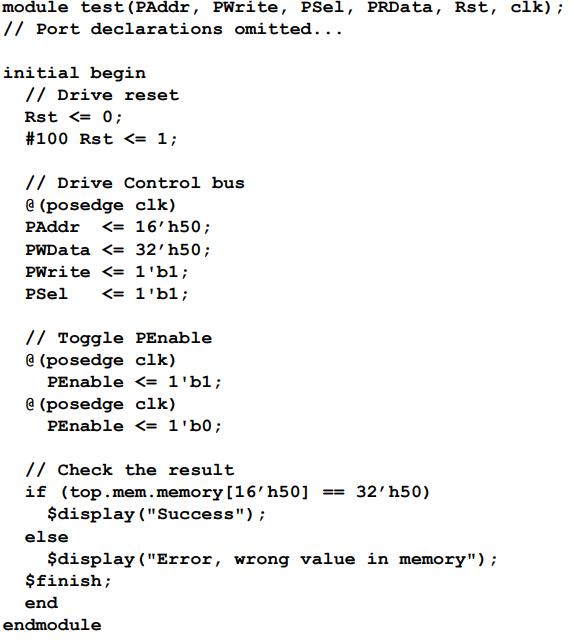 module test(PAddr, PWrite, PSel, PRData, Rst, clk);
// Port declarations omitted...

initial begin
  // Drive reset
  Rst <= 0;
  #100 Rst <= 1;

  // Drive Control bus
  @(posedge clk)
  PAddr  <= 16’h50;
  PWData <= 32’h50;
  PWrite <= 1'b1;
  PSel   <= 1'b1;

  // Toggle PEnable
  @(posedge clk)
    PEnable <= 1'b1;
  @(posedge clk)
    PEnable <= 1'b0;

  // Check the result
  if (top.mem.memory[16’h50] == 32’h50)
    $display("Success");
  else
    $display("Error, wrong value in memory");
  $finish;
  end
endmodule